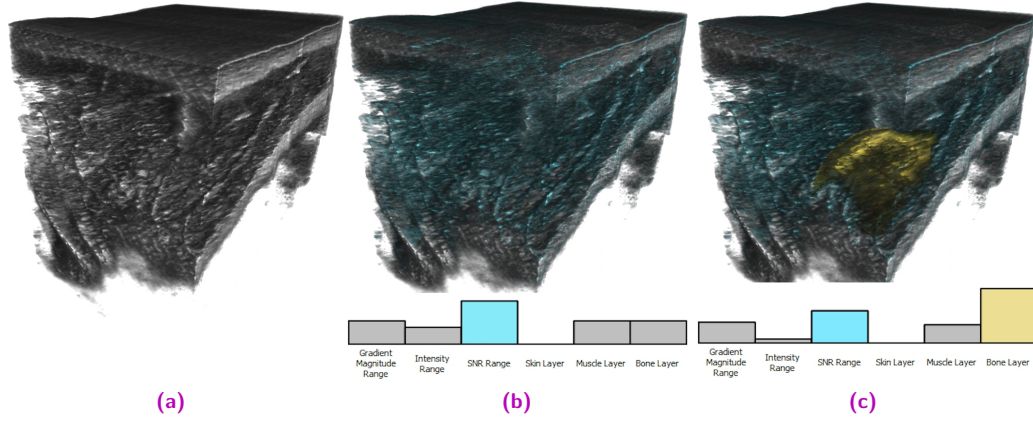 Gradient
Magnitude
Range
Intensity
Range
SNR Range
Skin Layer
Muscle Layer
Bone Layer
Gradient
Magnitude
Range
Intensity
Range
SNR Range
Skin Layer
Muscle Layer
Bone Layer
(a)
(b)
(c)